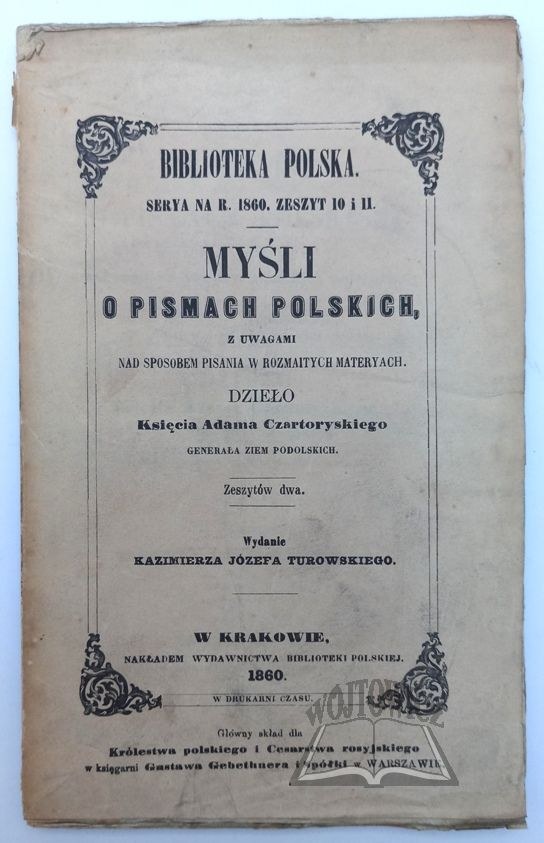 BIBLIOTEKA POLSKA.
SERYA NA R. 1860. ZESZYT 10 i 11.
MYŚLI
O PISMACH POLSKICH,
Z UWAGAMI
NAD SPOSOBEM PISANIA W ROZMAITYCH MATERYACH.
DZIEŁO
Księcia Adama Czartoryskiego
GENERAŁA ZIEM PODOLSKICH.
Zeszytów dwa.
Wydanie
KAZIMIERZA JÓZEFA TUROWSKIEGO.
W KRAKOWIE,
NAKŁADEM WYDAWNICTWA BIBLIOTEKI POLSKIEJ.
1860.
W DRUKARNI CZASU.
WÓJTOWICZ
Główny skład dla
Królestwa polskiego i Cesarstwa rosyjskiego
w księgarni Gustawa Gebethnera i Spółki w WARSZAWIE.